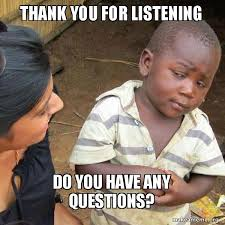 THANK YOU FOR LISTENING
DO YOU HAVE ANY
QUESTIONS?